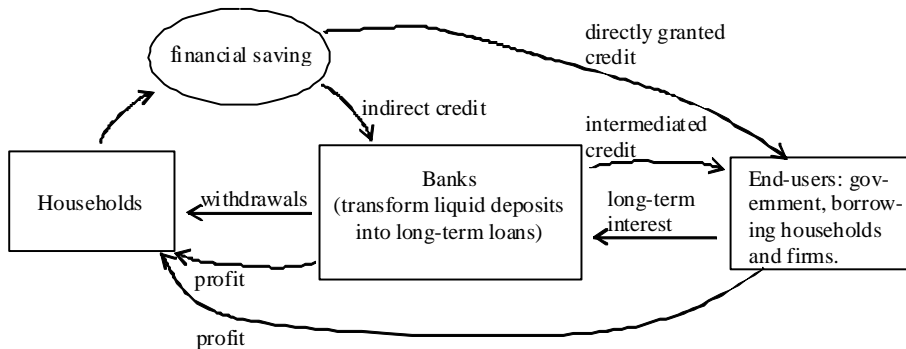 financial saving
directly granted
credit
indirect credit
intermediated
credit
Households
withdrawals
Banks
(transform liquid deposits
into long-term loans)
long-term
interest
End-users: gov-
ernment, borrow-
ing households
and firms.
profit
profit